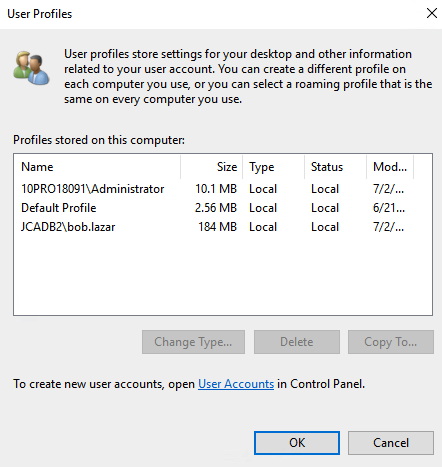 User Profiles
User profiles store settings for your desktop and other information
related to your user account. You can create a different profile on
each computer you use, or you can select a roaming profile that is the
same on every computer you use.
Profiles stored on this computer:
Name Size Type Status Mod...
10PRO18091\Administrator 10.1 MB Local Local 7/2/...
Default Profile 2.56 MB Local Local 6/21...
JCADB2\bob.lazar 184 MB Local Local 7/2/...
Change Type... Delete Copy To...
To create new user accounts, open User Accounts in Control Panel.
OK Cancel